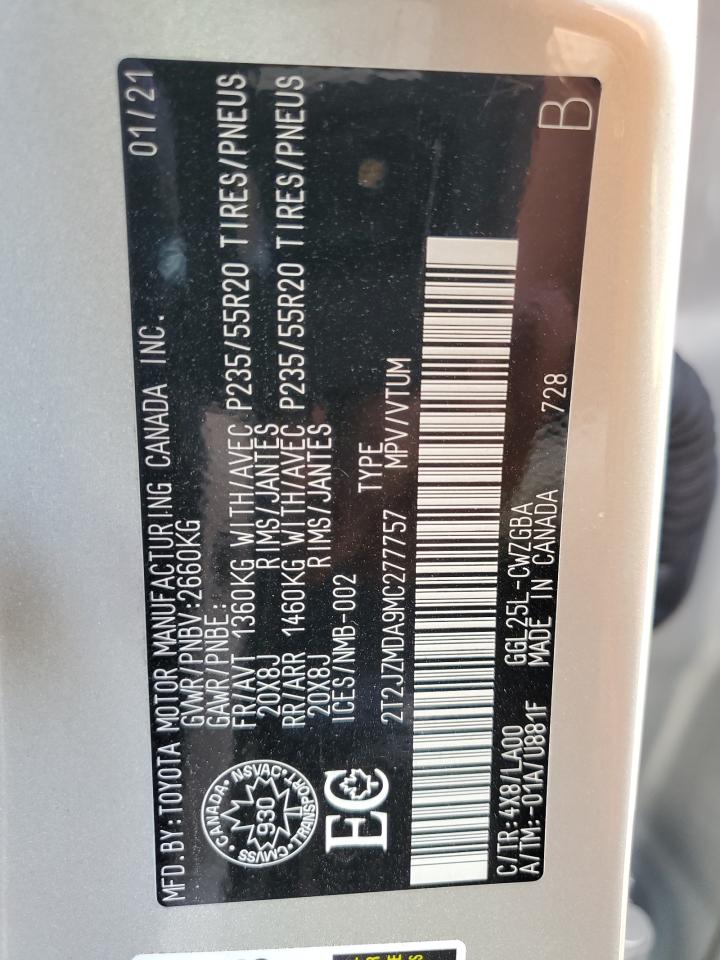 MFD.BY:TOYOTA MOTOR MANUFACTURING CANADA INC. 01/21
GVWR/PNBV:2660KG
GAWR/PNBE:
FR/AVT 1360KG WITH/AVEC P235/55R20 TIRES/PNEUS
20X8J RIMS/JANTES
RR/ARR 1460KG WITH/AVEC P235/55R20 TIRES/PNEUS
20X8J RIMS/JANTES
ICES/NMB-002
CANADA • NSVAC • TRANSPORT • CMVSS
930
EC
2T2JZMDA9MC277757 TYPE MPV/VTUM
C/TR:4X8/LA00 GGL25L-CWZGBA 728 B
A/TM:-01A/U881F MADE IN CANADA